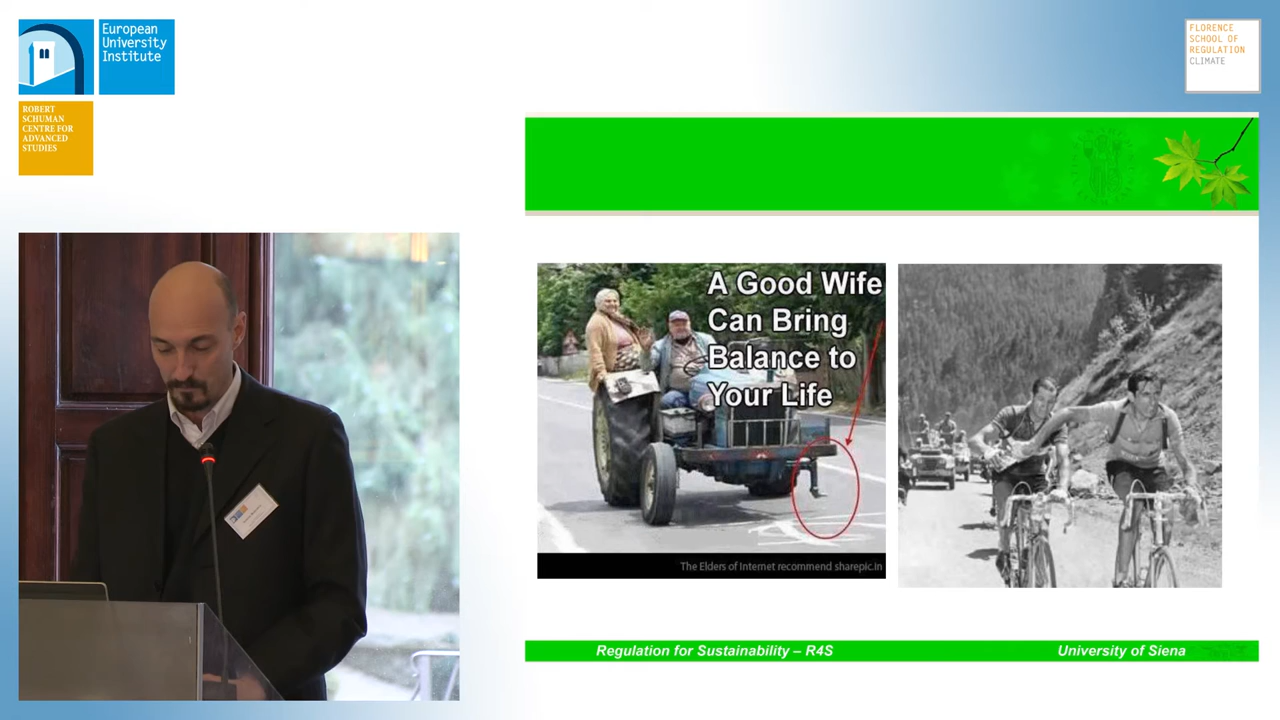 European
University
Institute
ROBERT
SCHUMAN
CENTRE FOR
ADVANCED
STUDIES
FLORENCE
SCHOOL OF
REGULATION
CLIMATE
A Good Wife
Can Bring
Balance to
Your Life
The Elders of Internet recommend sharepic.in
Regulation for Sustainability – R4S
University of Siena